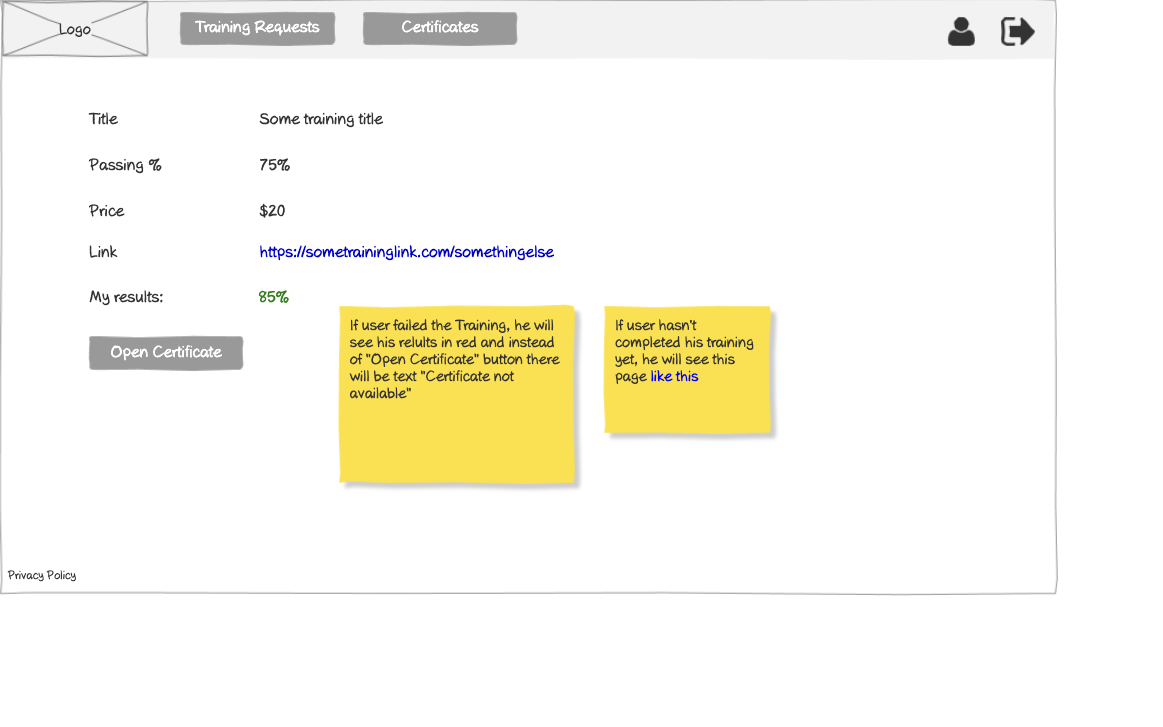 Logo
Training Requests
Certificates
Title
Some training title
Passing %
75%
Price
$20
Link
https://sometraininglink.com/somethingelse
My results:
85%
Open Certificate
If user failed the Training, he will
see his relults in red and instead
of "Open Certificate" button there
will be text "Certificate not
available"
If user hasn't
completed his training
yet, he will see this
page like this
Privacy Policy